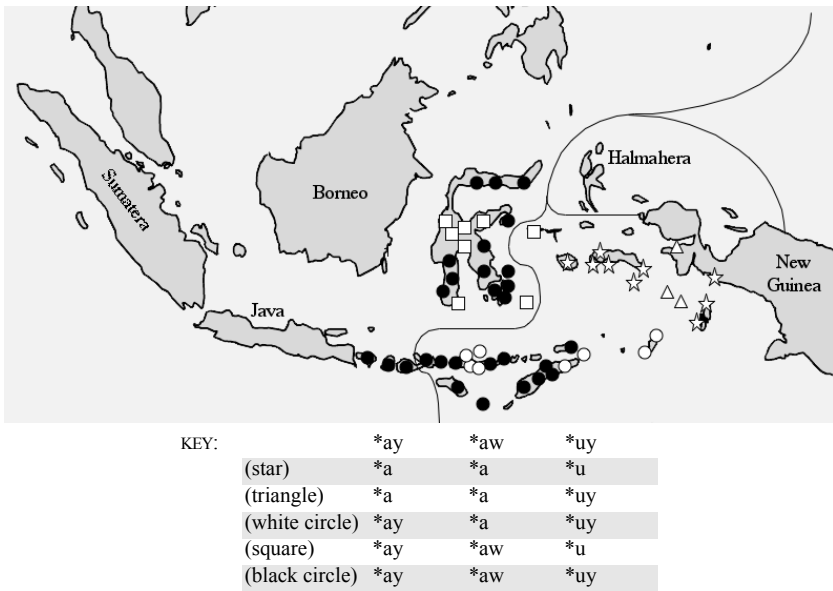 Halmahera
Sumatera
Borneo
New
Guinea
Java
KEY: *ay *aw *uy
(star) *a *a *u
(triangle) *a *a *uy
(white circle) *ay *a *uy
(square) *ay *aw *u
(black circle) *ay *aw *uy